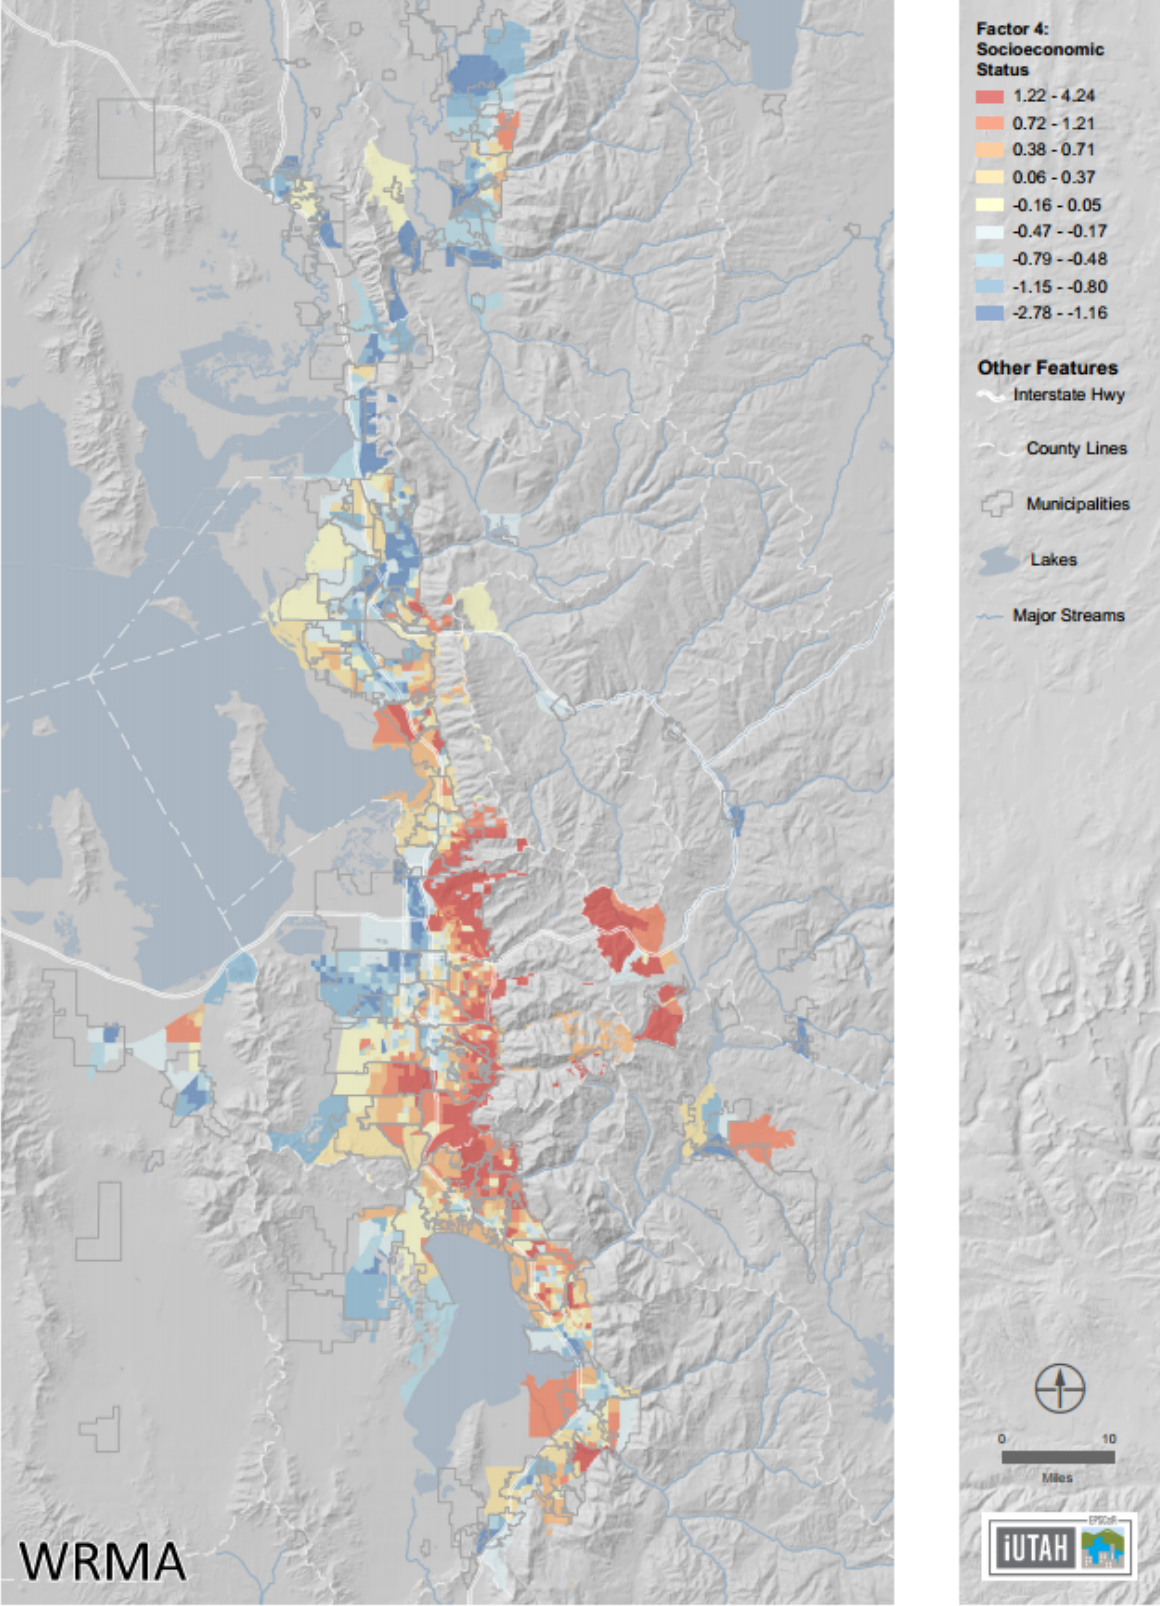 Factor 4:
Socioeconomic
Status
1.22 - 4.24
0.72 - 1.21
0.38 - 0.71
0.06 - 0.37
-0.16 - 0.05
-0.47 - -0.17
-0.79 - -0.48
-1.15 - -0.80
-2.78 - -1.16
Other Features
Interstate Hwy
County Lines
Municipalities
Lakes
Major Streams
0 10
Miles
EPSCoR
iUTAH
WRMA